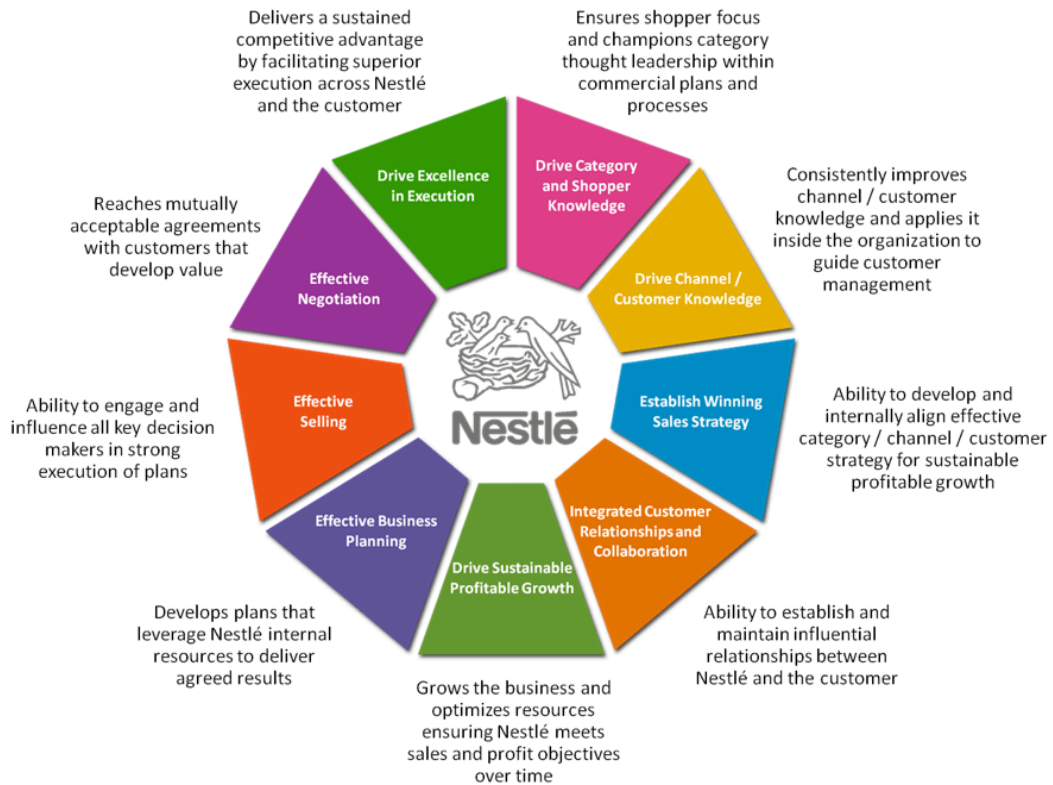 Delivers a sustained
competitive advantage
by facilitating superior
execution across Nestlé
and the customer
Ensures shopper focus
and champions category
thought leadership within
commercial plans and
processes
Drive Excellence
in Execution
Drive Category
and Shopper
Knowledge
Consistently improves
channel / customer
knowledge and applies it
inside the organization to
guide customer
management
Reaches mutually
acceptable agreements
with customers that
develop value
Effective
Negotiation
Drive Channel /
Customer Knowledge
Nestlé
Effective
Selling
Establish Winning
Sales Strategy
Ability to engage and
influence all key decision
makers in strong
execution of plans
Ability to develop and
internally align effective
category / channel / customer
strategy for sustainable
profitable growth
Effective Business
Planning
Integrated Customer
Relationships and
Collaboration
Drive Sustainable
Profitable Growth
Develops plans that
leverage Nestlé internal
resources to deliver
agreed results
Ability to establish and
maintain influential
relationships between
Nestlé and the customer
Grows the business and
optimizes resources
ensuring Nestlé meets
sales and profit objectives
over time